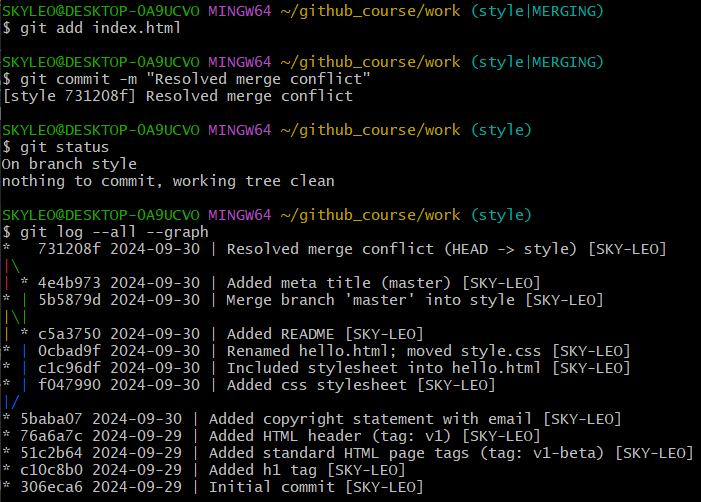 SKYLEO@DESKTOP-OA9UCVO MINGW64 ~/github_course/work (style|MERGING)
$ git add index.html
SKYLEO@DESKTOP-OA9UCVO MINGW64 ~/github_course/work (style|MERGING)
$ git commit -m "Resolved merge conflict"
[style 731208f] Resolved merge conflict
SKYLEO@DESKTOP-OA9UCVO MINGW64 ~/github_course/work (style)
$ git status
On branch style
nothing to commit, working tree clean
SKYLEO@DESKTOP-OA9UCVO MINGW64 ~/github_course/work (style)
$ git log --all --graph
*   731208f 2024-09-30 | Resolved merge conflict (HEAD -> style) [SKY-LEO]
|\
| * 4e4b973 2024-09-30 | Added meta title (master) [SKY-LEO]
* | 5b5879d 2024-09-30 | Merge branch 'master' into style [SKY-LEO]
|\|
| * c5a3750 2024-09-30 | Added README [SKY-LEO]
* | 0cbad9f 2024-09-30 | Renamed hello.html; moved style.css [SKY-LEO]
* | c1c96df 2024-09-30 | Included stylesheet into hello.html [SKY-LEO]
* | f047990 2024-09-30 | Added css stylesheet [SKY-LEO]
|/
* 5baba07 2024-09-30 | Added copyright statement with email [SKY-LEO]
* 76a6a7c 2024-09-29 | Added HTML header (tag: v1) [SKY-LEO]
* 51c2b64 2024-09-29 | Added standard HTML page tags (tag: v1-beta) [SKY-LEO]
* c10c8b0 2024-09-29 | Added h1 tag [SKY-LEO]
* 306eca6 2024-09-29 | Initial commit [SKY-LEO]